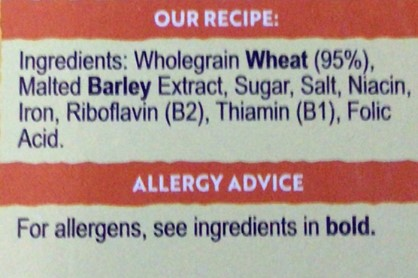 OUR RECIPE:
Ingredients: Wholegrain Wheat (95%),
Malted Barley Extract, Sugar, Salt, Niacin,
Iron, Riboflavin (B2), Thiamin (B1), Folic
Acid.
ALLERGY ADVICE
For allergens, see ingredients in bold.